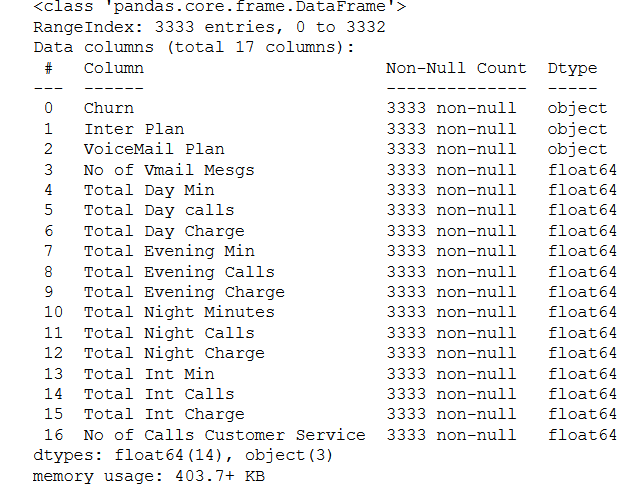 <class 'pandas.core.frame.DataFrame'>
RangeIndex: 3333 entries, 0 to 3332
Data columns (total 17 columns):
 #   Column                       Non-Null Count  Dtype
---  ------                       --------------  -----
 0   Churn                        3333 non-null   object
 1   Inter Plan                   3333 non-null   object
 2   VoiceMail Plan               3333 non-null   object
 3   No of Vmail Mesgs            3333 non-null   float64
 4   Total Day Min                3333 non-null   float64
 5   Total Day calls              3333 non-null   float64
 6   Total Day Charge             3333 non-null   float64
 7   Total Evening Min            3333 non-null   float64
 8   Total Evening Calls          3333 non-null   float64
 9   Total Evening Charge         3333 non-null   float64
 10  Total Night Minutes          3333 non-null   float64
 11  Total Night Calls            3333 non-null   float64
 12  Total Night Charge           3333 non-null   float64
 13  Total Int Min                3333 non-null   float64
 14  Total Int Calls              3333 non-null   float64
 15  Total Int Charge             3333 non-null   float64
 16  No of Calls Customer Service 3333 non-null   float64
dtypes: float64(14), object(3)
memory usage: 403.7+ KB